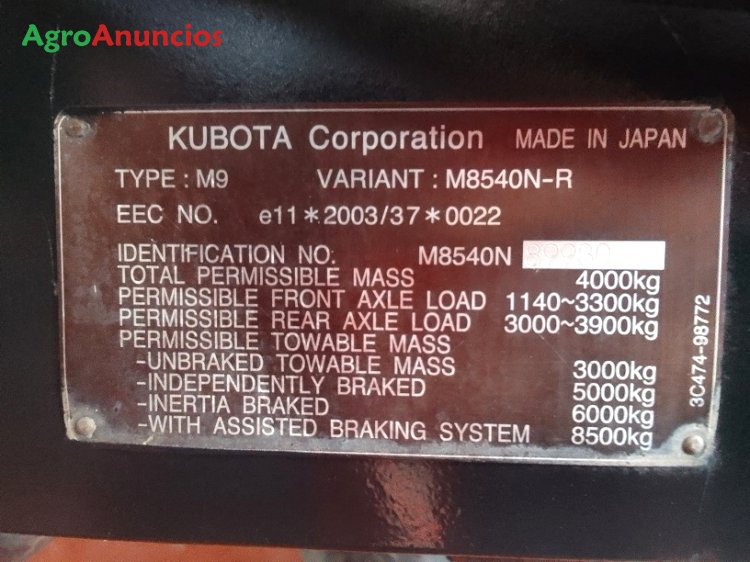 AgroAnuncios
KUBOTA Corporation MADE IN JAPAN
TYPE : M9 VARIANT : M8540N-R
EEC NO. e11*2003/37*0022
IDENTIFICATION NO. M8540N
TOTAL PERMISSIBLE MASS 4000kg
PERMISSIBLE FRONT AXLE LOAD 1140~3300kg
PERMISSIBLE REAR AXLE LOAD 3000~3900kg
PERMISSIBLE TOWABLE MASS
-UNBRAKED TOWABLE MASS 3000kg
-INDEPENDENTLY BRAKED 5000kg
-INERTIA BRAKED 6000kg
-WITH ASSISTED BRAKING SYSTEM 8500kg
3C474-98772